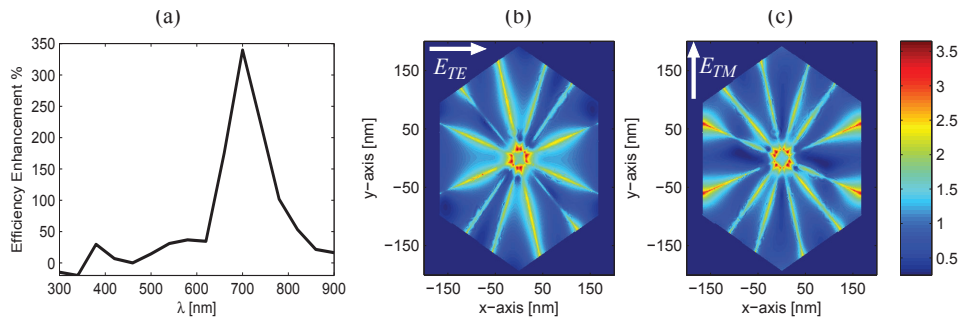 (a)
350
300
250
200
150
100
50
0
Efficiency Enhancement %
300 400 500 600 700 800 900
λ [nm]
(b)
E_TE
150
50
−50
−150
y−axis [nm]
−150 −50 50 150
x−axis [nm]
(c)
E_TM
150
50
−50
−150
y−axis [nm]
−150 −50 50 150
x−axis [nm]
3.5
3
2.5
2
1.5
1
0.5